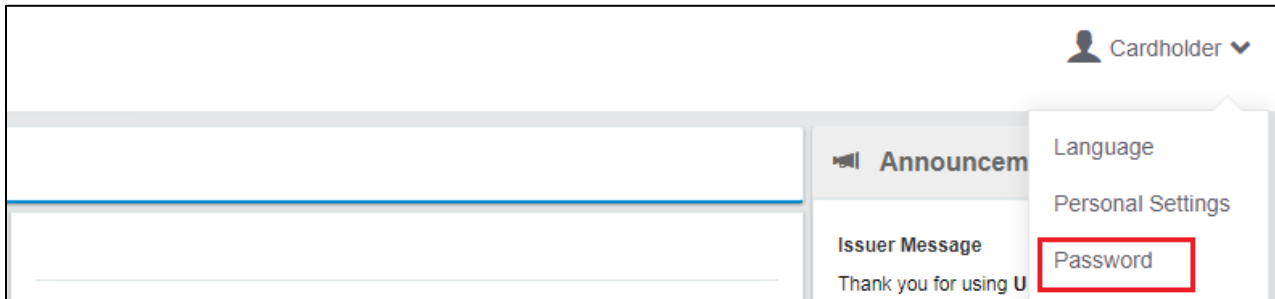 Cardholder
Language
Announcem
Personal Settings
Issuer Message
Password
Thank you for using U